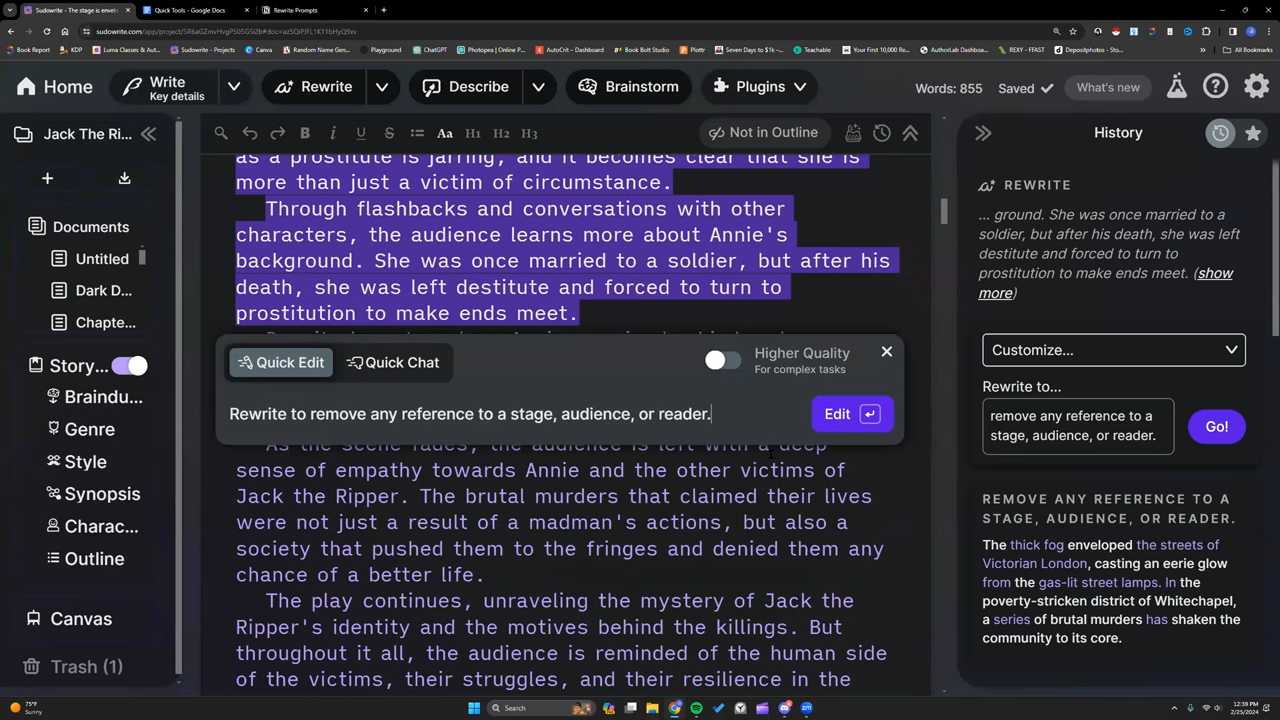 Sudowrite - The stage is envel
Quick Tools - Google Docs
Rewrite Prompts
Book Report
Luma Classes & Aut...
Sudowrite - Projects
Canva
Random Name Gen...
Playground
ChatGPT
Photopea | Online P...
AutoCrit – Dashboard
Book Bolt Studio
Plottr
Seven Days to $1k –...
Teachable
Your First 10,000 Re...
AuthorLab Dashboa...
REXY - FFAST
Depositphotos - Sto...
All Bookmarks
Home
Write
Key details
Rewrite
Describe
Brainstorm
Plugins
Words: 855
Saved
What's new
Jack The Ri...
B
i
U
S
Aa
H1
H2
H3
Not in Outline
History
Documents
Untitled
Dark D...
Chapte...
Story...
Braindu...
Genre
Style
Synopsis
Charac...
Outline
Canvas
Trash (1)
as a prostitute is jarring, and it becomes clear that she is
more than just a victim of circumstance.
Through flashbacks and conversations with other
characters, the audience learns more about Annie's
background. She was once married to a soldier, but after his
death, she was left destitute and forced to turn to
prostitution to make ends meet.
Quick Edit
Quick Chat
Higher Quality
For complex tasks
Rewrite to remove any reference to a stage, audience, or reader.
Edit
As the scene fades, the audience is left with a deep
sense of empathy towards Annie and the other victims of
Jack the Ripper. The brutal murders that claimed their lives
were not just a result of a madman's actions, but also a
society that pushed them to the fringes and denied them any
chance of a better life.
The play continues, unraveling the mystery of Jack the
Ripper's identity and the motives behind the killings. But
throughout it all, the audience is reminded of the human side
of the victims, their struggles, and their resilience in the
REWRITE
... ground. She was once married to a
soldier, but after his death, she was left
destitute and forced to turn to
prostitution to make ends meet. (show
more)
Customize...
Rewrite to...
remove any reference to a
stage, audience, or reader.
Go!
REMOVE ANY REFERENCE TO A
STAGE, AUDIENCE, OR READER.
The thick fog enveloped the streets of
Victorian London, casting an eerie glow
from the gas-lit street lamps. In the
poverty-stricken district of Whitechapel,
a series of brutal murders has shaken the
community to its core.
75°F
Sunny
Search
12:39 PM
2/25/2024